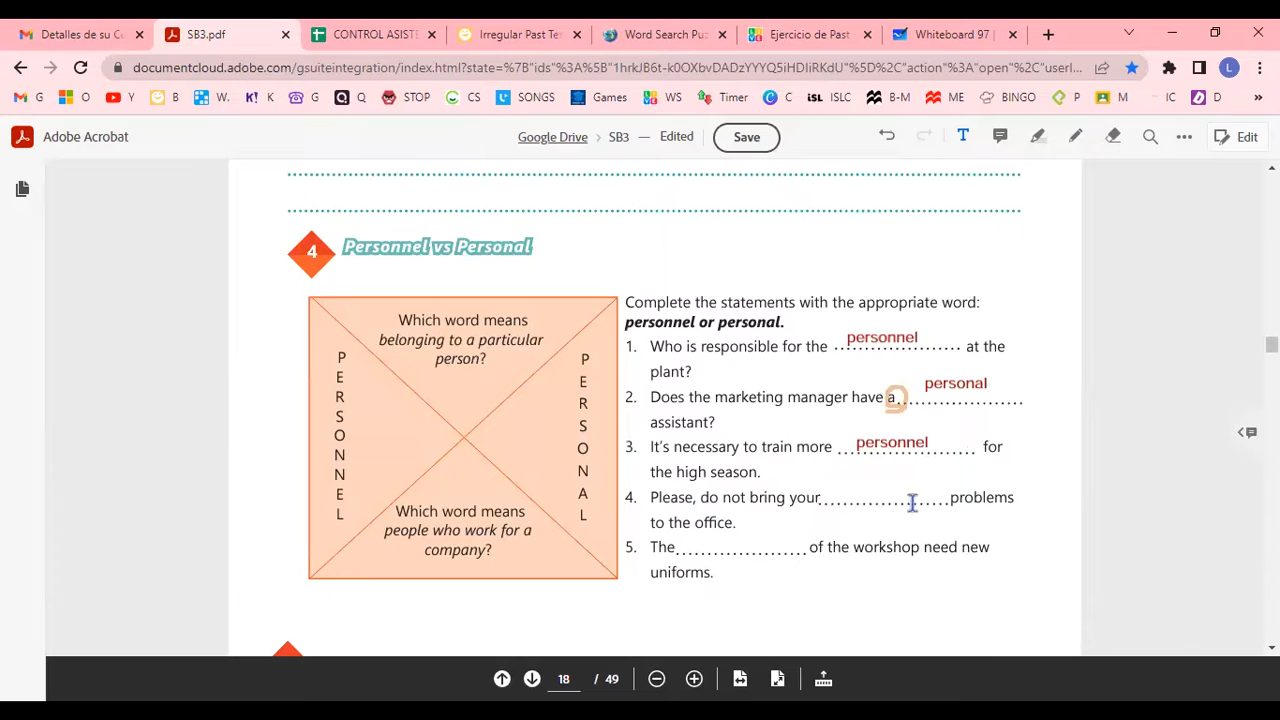 Detalles de su Cu
SB3.pdf
CONTROL ASIST
Irregular Past Ten
Word Search Puz
Ejercicio de Past
Whiteboard 97 |
documentcloud.adobe.com/gsuiteintegration/index.html?state=%7B"ids"%3A%5B"1hrkJB6t-k0OXbvDADzYYYQ5iHDIiRKdU"%5D%2C"action"%3A"open"%2C"userI...
L
G O Y B W. K! K G Q STOP CS SONGS Games WS Timer C ISLC B-M ME BINGO P M IC D »
Adobe Acrobat
Google Drive > SB3 — Edited
Save
Edit
4 Personnel vs Personal
Which word means
belonging to a particular
person?
PERSONNEL
PERSONAL
Which word means
people who work for a
company?
Complete the statements with the appropriate word:
personnel or personal.
1. Who is responsible for the personnel at the
plant?
2. Does the marketing manager have a personal
assistant?
3. It's necessary to train more personnel for
the high season.
4. Please, do not bring your.....................problems
to the office.
5. The.....................of the workshop need new
uniforms.
18 / 49